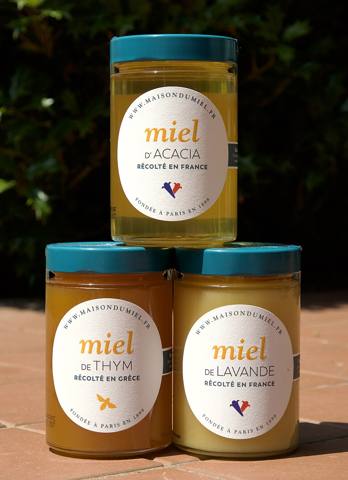 WWW.MAISONDUMIEL.FR
miel
D'ACACIA
RÉCOLTÉ EN FRANCE
FONDÉE À PARIS EN 1898
WWW.MAISONDUMIEL.FR
miel
DE THYM
RÉCOLTÉ EN GRÈCE
FONDÉE À PARIS EN 1898
WWW.MAISONDUMIEL.FR
miel
DE LAVANDE
RÉCOLTÉ EN FRANCE
FONDÉE À PARIS EN 1898